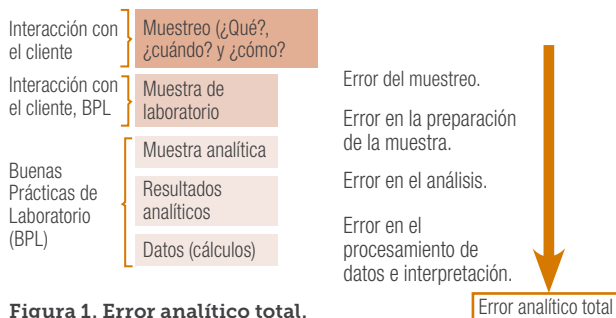 Interacción con
el cliente
Muestreo (¿Qué?,
¿cuándo? y ¿cómo?
Interacción con
el cliente, BPL
Muestra de
laboratorio
Buenas
Prácticas de
Laboratorio
(BPL)
Muestra analítica
Resultados
analíticos
Datos (cálculos)
Error del muestreo.
Error en la preparación
de la muestra.
Error en el análisis.
Error en el
procesamiento de
datos e interpretación.
Error analítico total
Figura 1. Error analítico total.